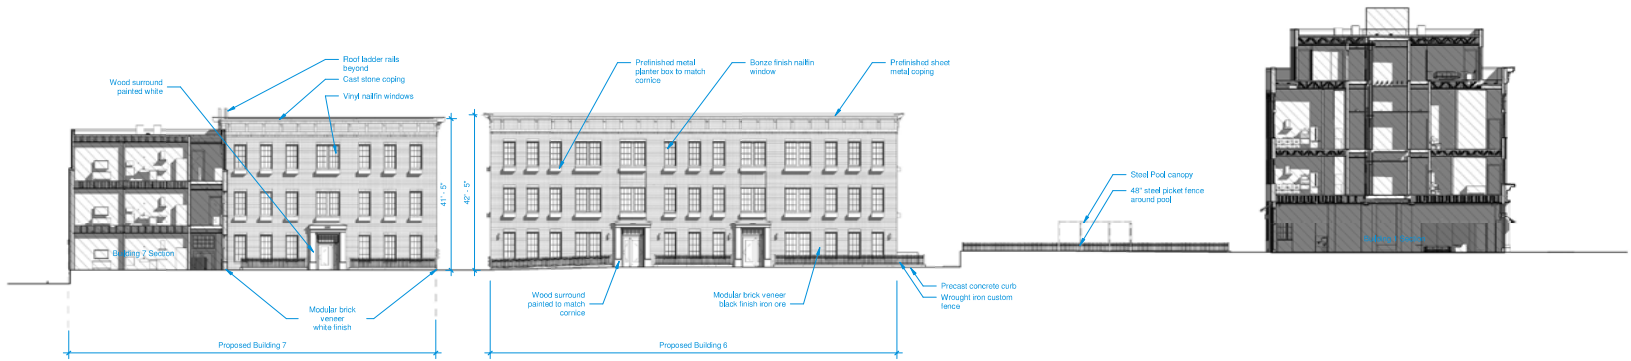 Roof ladder rails
beyond
Cast stone coping
Wood surround
painted white
Vinyl nailfin windows
Prefinished metal
planter box to match
cornice
Bonze finish nailfin
window
Prefinished sheet
metal coping
41' - 5"
42' - 5"
Steel Pool canopy
48" steel picket fence
around pool
Building 7 Section
Modular brick
veneer
white finish
Wood surround
painted to match
cornice
Modular brick veneer
black finish iron ore
Precast concrete curb
Wrought iron custom
fence
Proposed Building 7
Proposed Building 6